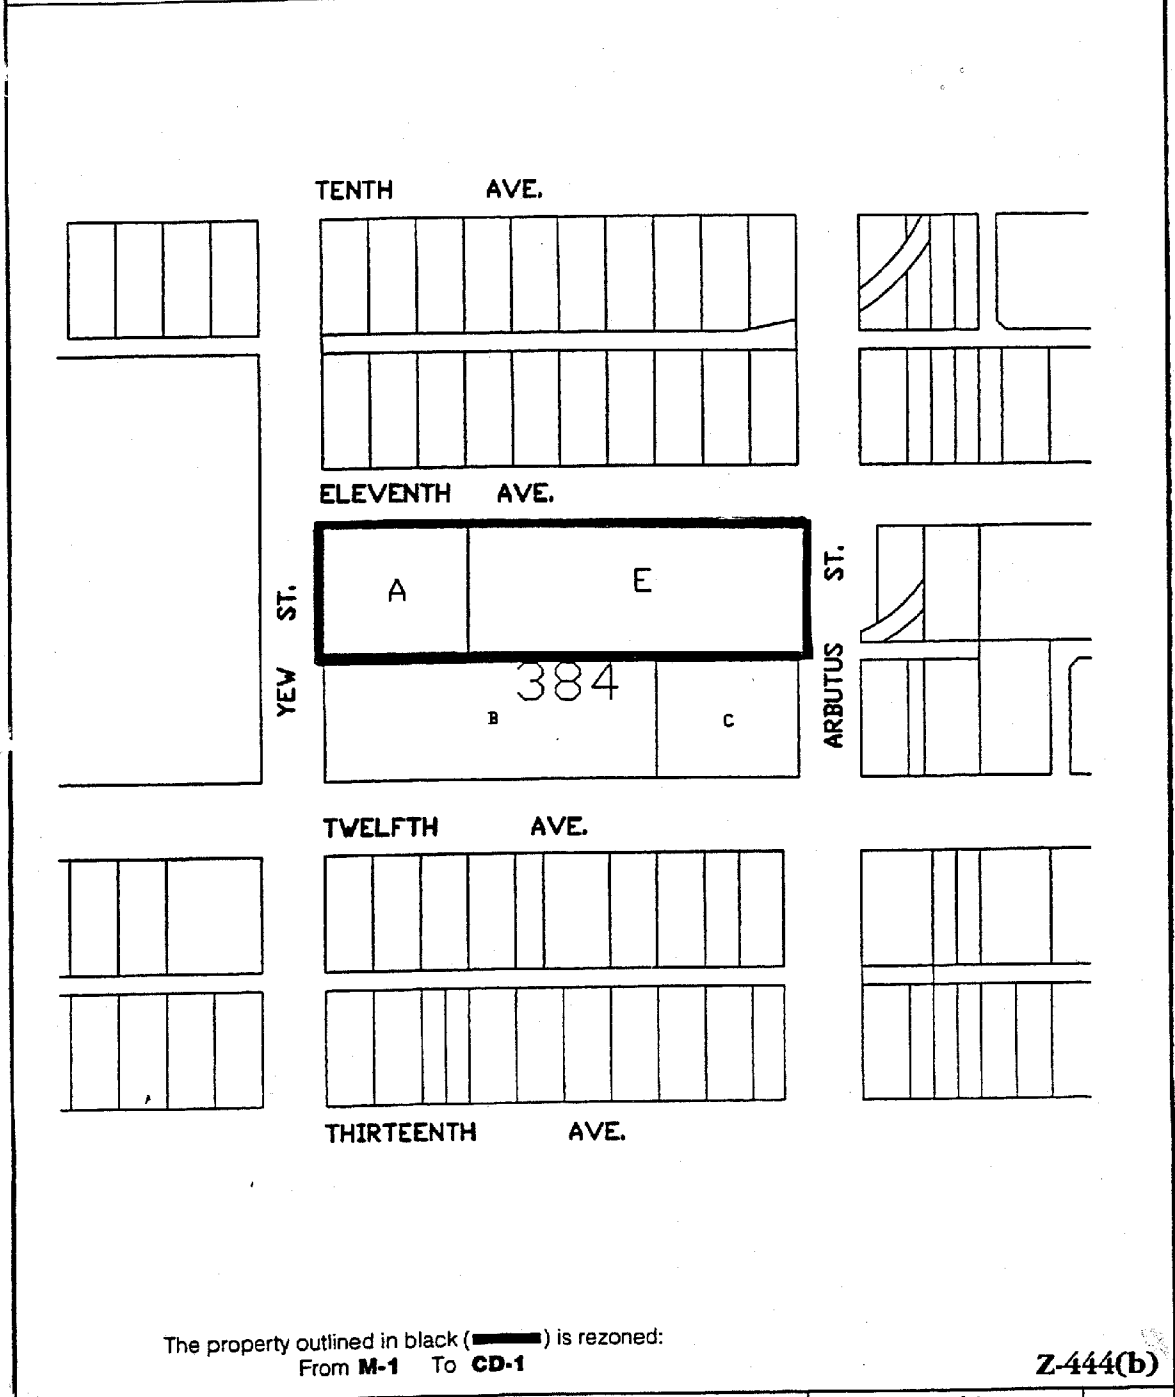 TENTH AVE.
ELEVENTH AVE.
A
E
YEW ST.
ARBUTUS ST.
384
B
C
TWELFTH AVE.
THIRTEENTH AVE.
The property outlined in black ( ) is rezoned:
From M-1 To CD-1
Z-444(b)